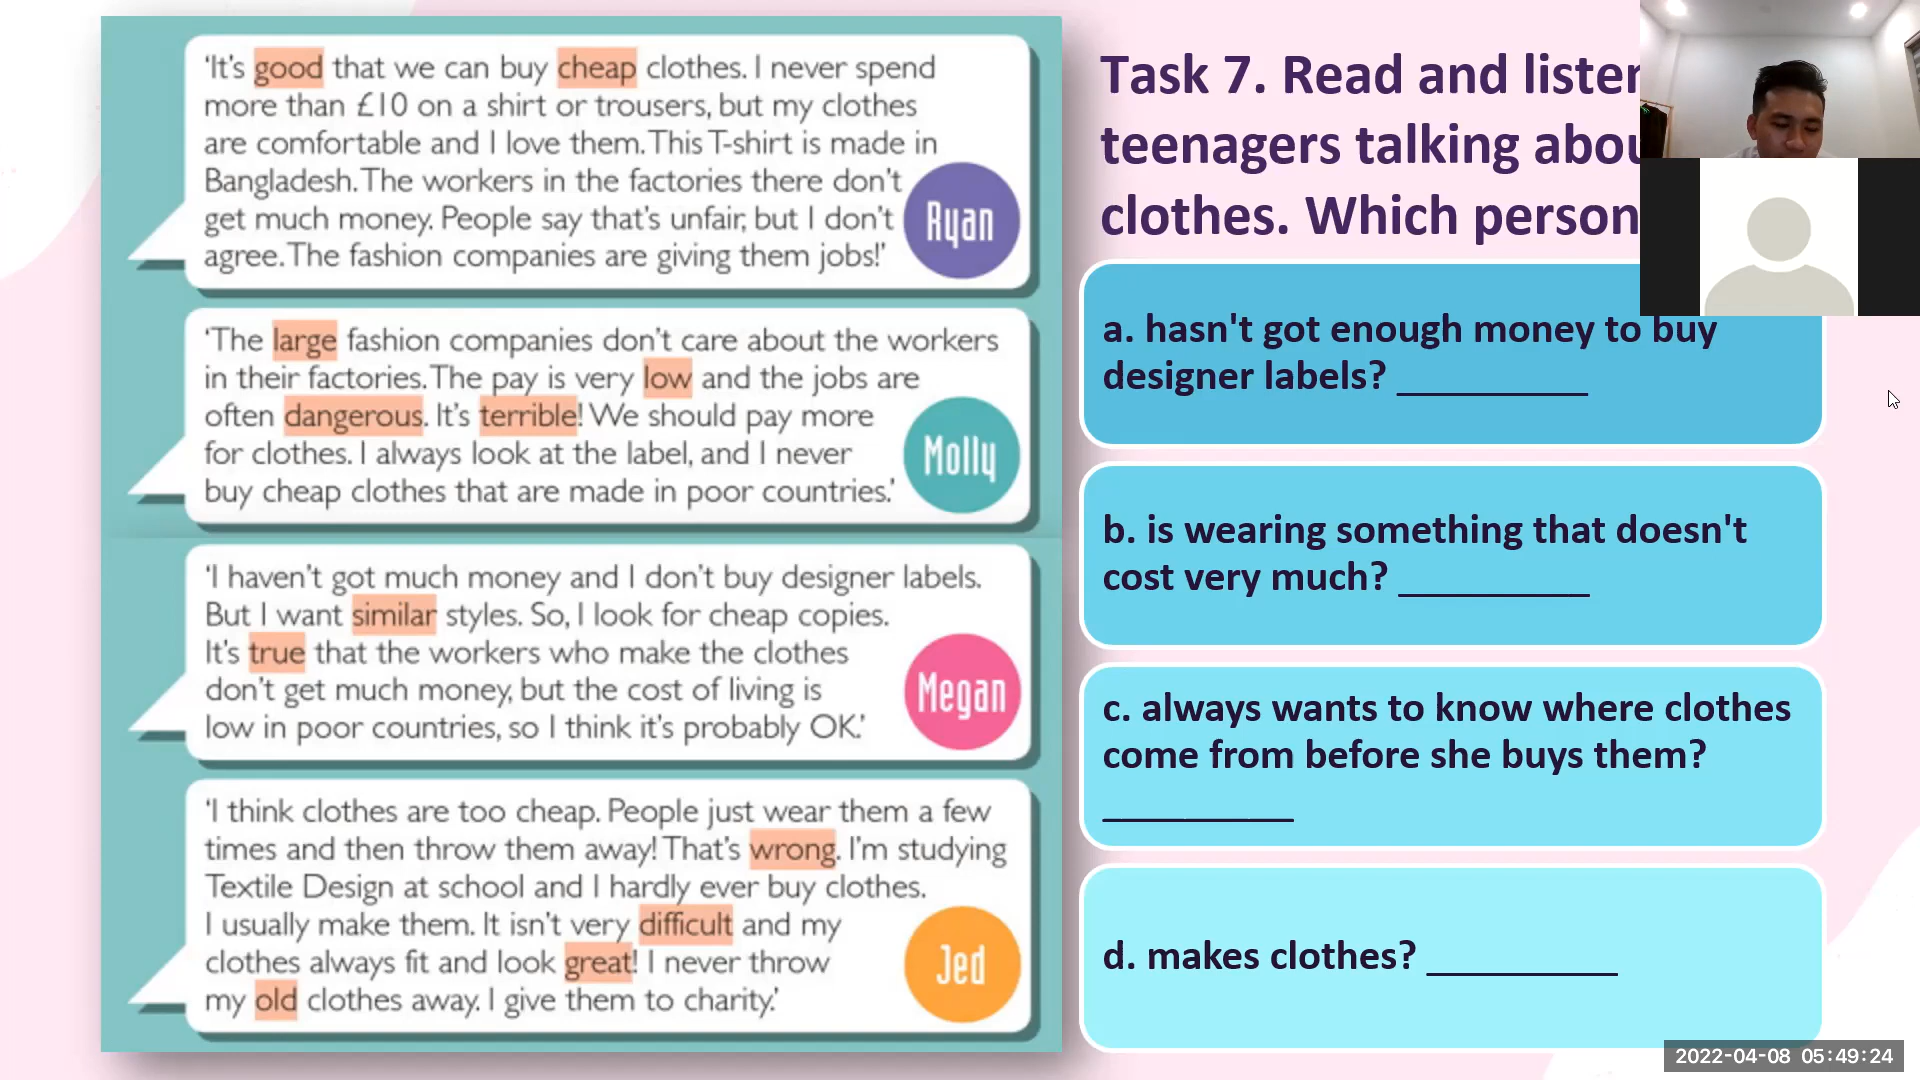 ‘It’s good that we can buy cheap clothes. I never spend
more than £10 on a shirt or trousers, but my clothes
are comfortable and I love them. This T-shirt is made in
Bangladesh. The workers in the factories there don’t
get much money. People say that’s unfair, but I don’t
agree. The fashion companies are giving them jobs!’
Ryan
‘The large fashion companies don’t care about the workers
in their factories. The pay is very low and the jobs are
often dangerous. It’s terrible! We should pay more
for clothes. I always look at the label, and I never
buy cheap clothes that are made in poor countries.’
Molly
‘I haven’t got much money and I don’t buy designer labels.
But I want similar styles. So, I look for cheap copies.
It’s true that the workers who make the clothes
don’t get much money, but the cost of living is
low in poor countries, so I think it’s probably OK.’
Megan
‘I think clothes are too cheap. People just wear them a few
times and then throw them away! That’s wrong. I’m studying
Textile Design at school and I hardly ever buy clothes.
I usually make them. It isn’t very difficult and my
clothes always fit and look great! I never throw
my old clothes away. I give them to charity.’
Jed
Task 7. Read and listen
teenagers talking
clothes. Which person
a. hasn't got enough money to buy
designer labels? __________
b. is wearing something that doesn't
cost very much? __________
c. always wants to know where clothes
come from before she buys them?
__________
d. makes clothes? __________
2022-04-08 05:49:24